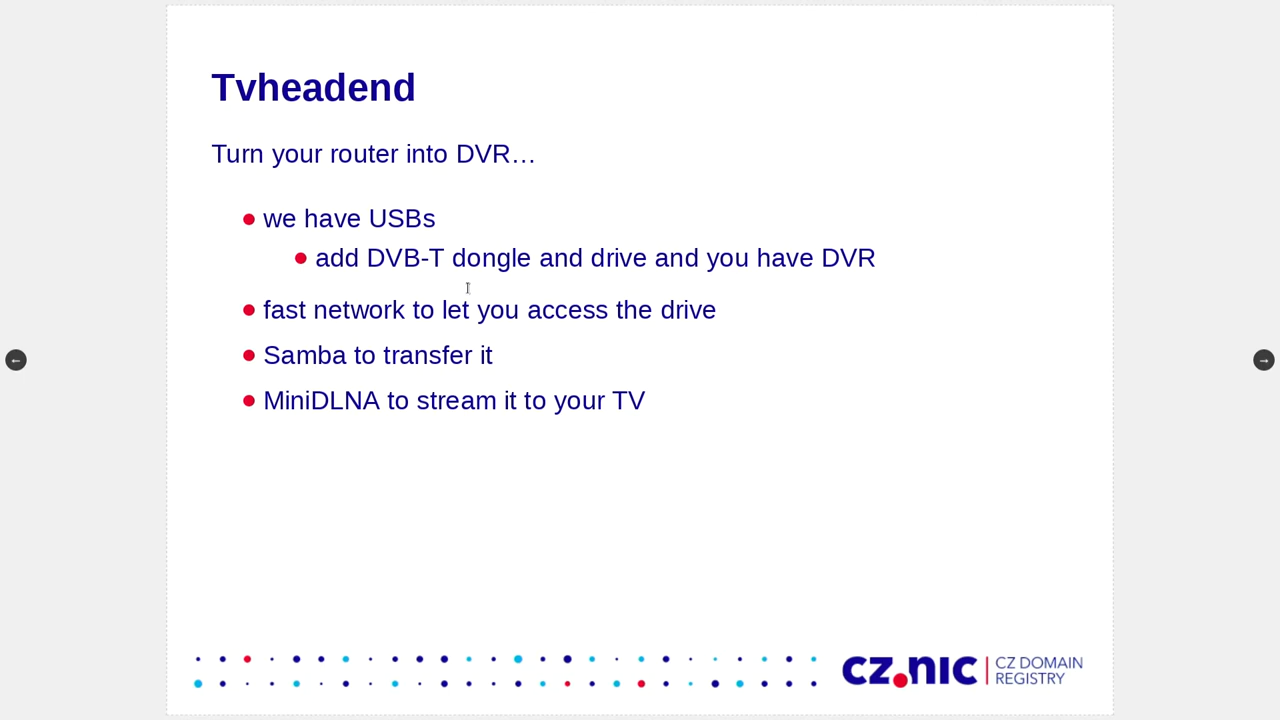 Tvheadend
Turn your router into DVR…
we have USBs
add DVB-T dongle and drive and you have DVR
fast network to let you access the drive
Samba to transfer it
MiniDLNA to stream it to your TV
←
→
cz.nic
CZ DOMAIN
REGISTRY